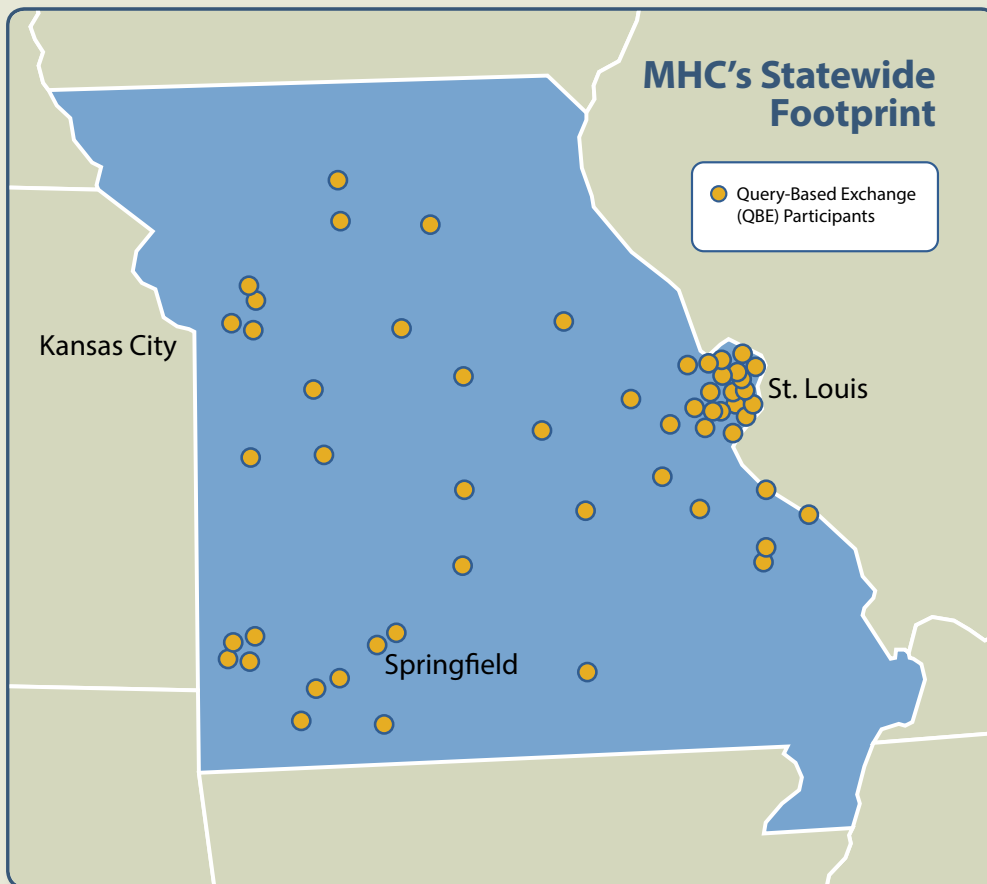 MHC’s Statewide
Footprint
Query-Based Exchange
(QBE) Participants
Kansas City
St. Louis
Springfield